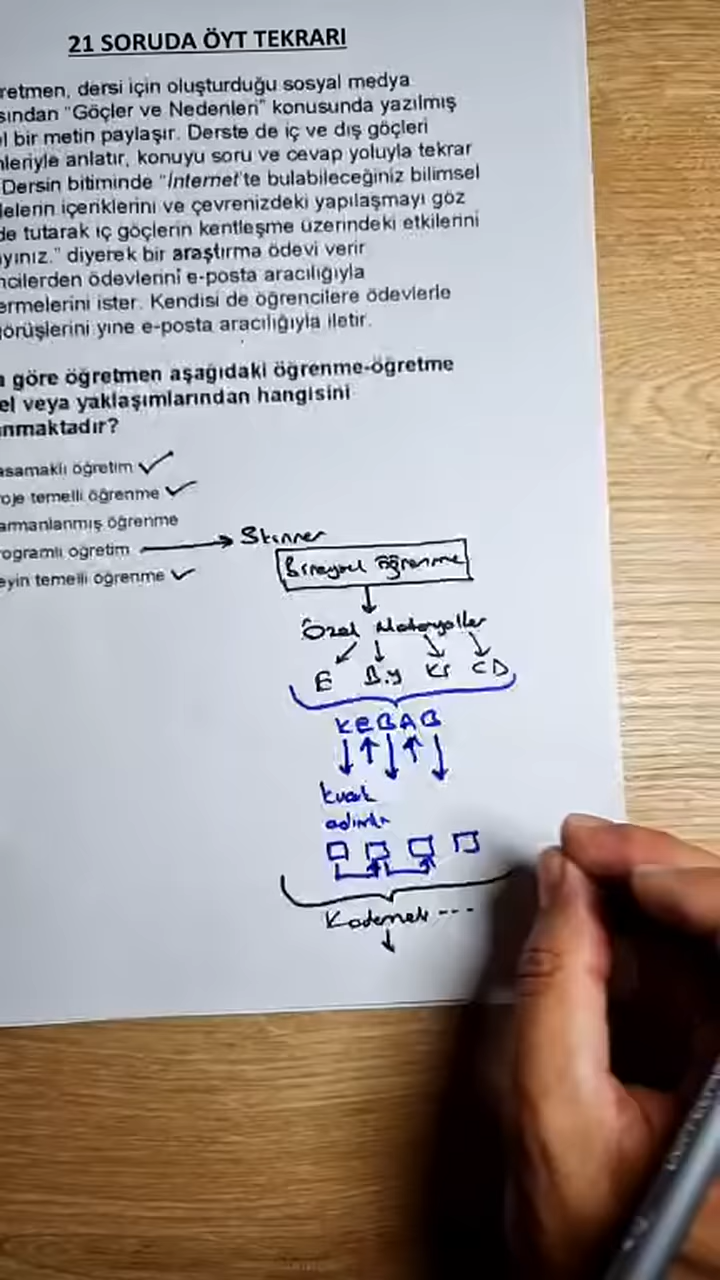 21 SORUDA ÖYT TEKRARI
retmen, dersi için oluşturduğu sosyal medya
sından "Göçler ve Nedenleri" konusunda yazılmış
l bir metin paylaşır. Derste de iç ve dış göçleri
nleriyle anlatır, konuyu soru ve cevap yoluyla tekrar
Dersin bitiminde "İnternet'te bulabileceğiniz bilimsel
lelerin içeriklerini ve çevrenizdeki yapılaşmayı göz
de tutarak iç göçlerin kentleşme üzerindeki etkilerini
yınız." diyerek bir araştırma ödevi verir
ncilerden ödevlerini e-posta aracılığıyla
ermelerini ister. Kendisi de öğrencilere ödevlerle
görüşlerini yine e-posta aracılığıyla iletir.
a göre öğretmen aşağıdaki öğrenme-öğretme
el veya yaklaşımlarından hangisini
nmaktadır?
asamaklı öğretim
oje temelli öğrenme
armanlanmış öğrenme
ogramlı öğretim
eyin temelli öğrenme
Skinner
Bireysel öğrenme
Özel Materyaller
E B.y Kr CD
KEBAB
küçük
adımlar
Kademeli ---